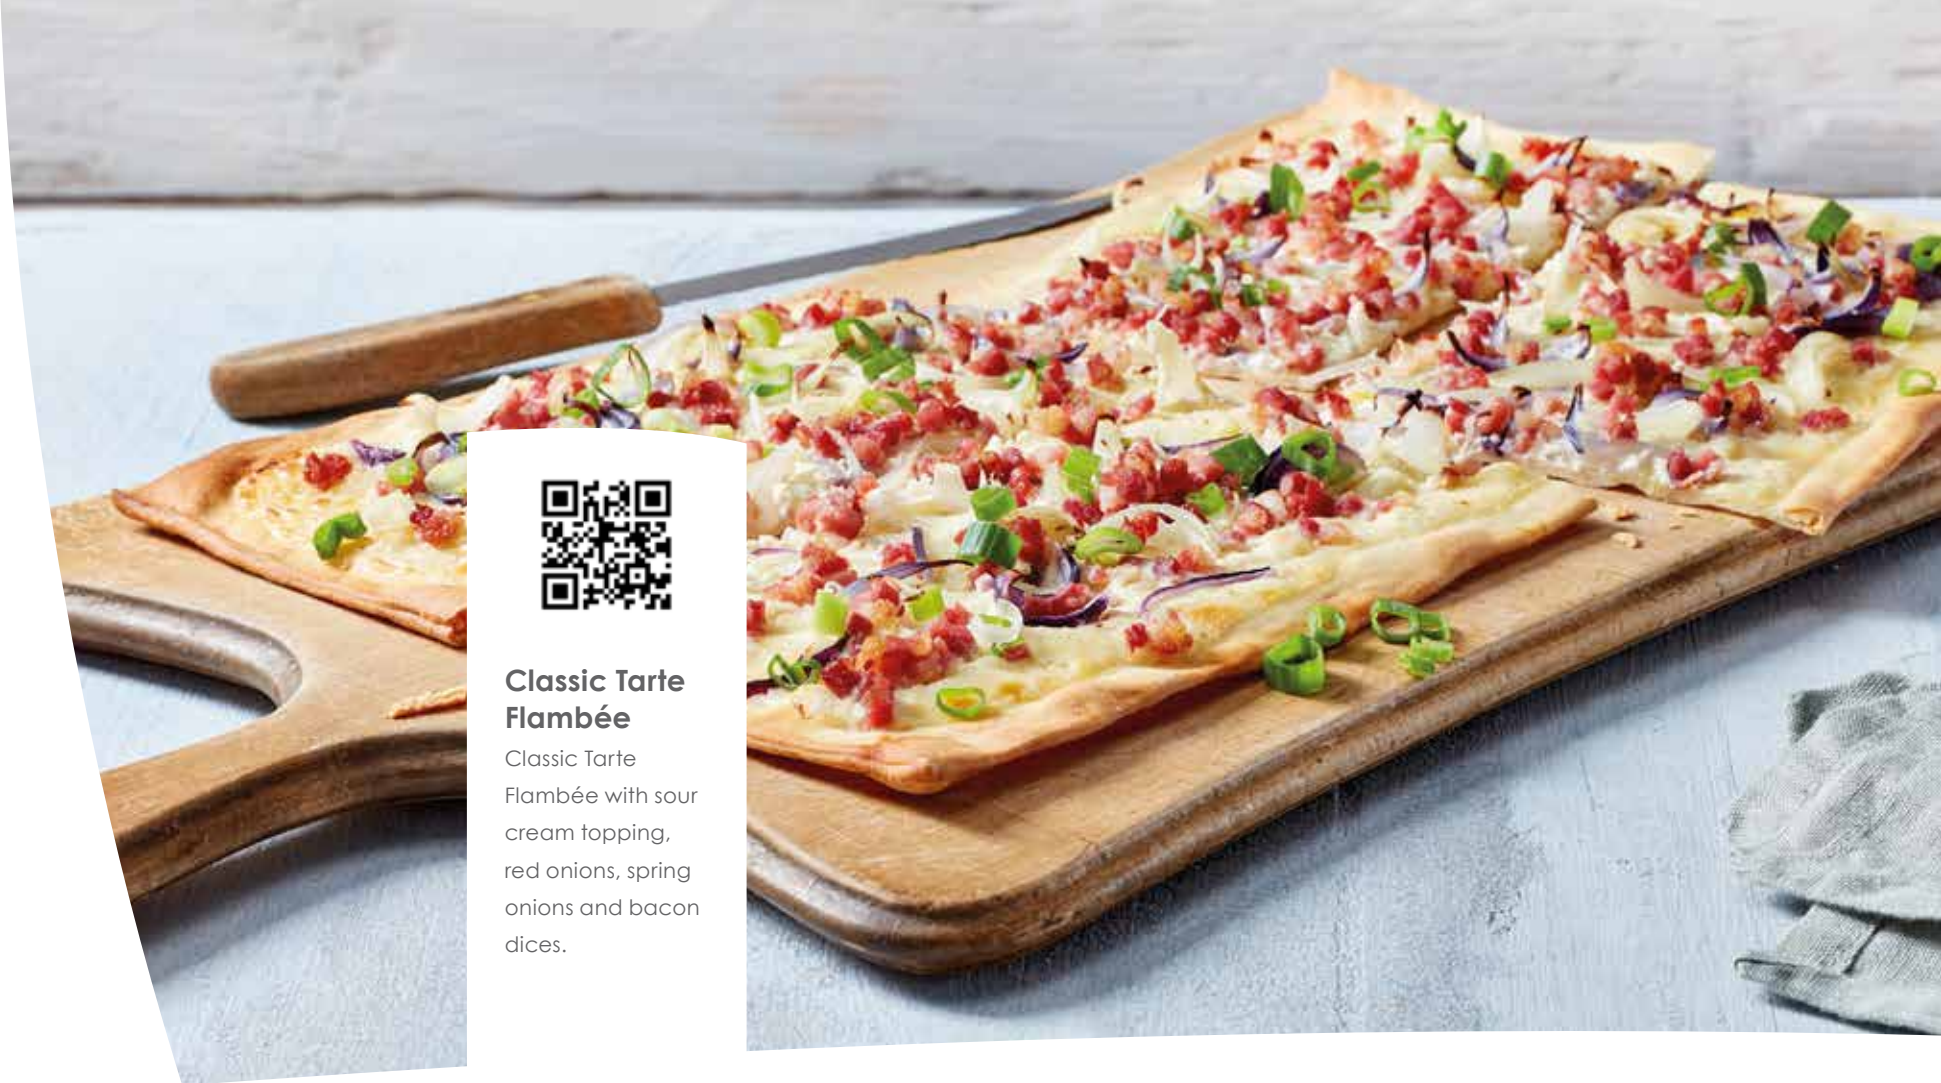 Classic Tarte
Flambée
Classic Tarte
Flambée with sour
cream topping,
red onions, spring
onions and bacon
dices.